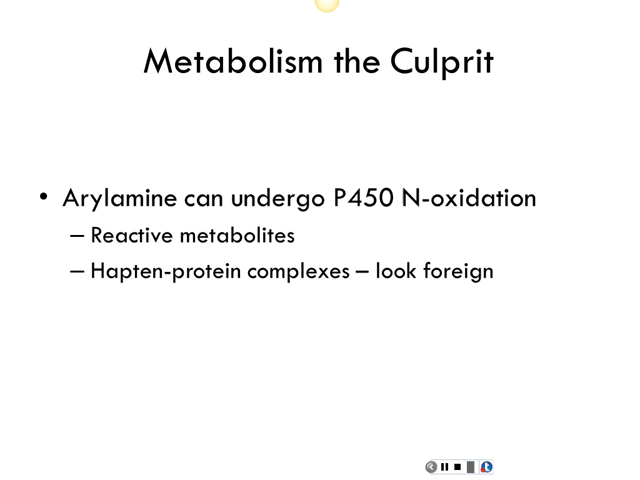 Metabolism the Culprit
• Arylamine can undergo P450 N-oxidation
– Reactive metabolites
– Hapten-protein complexes – look foreign